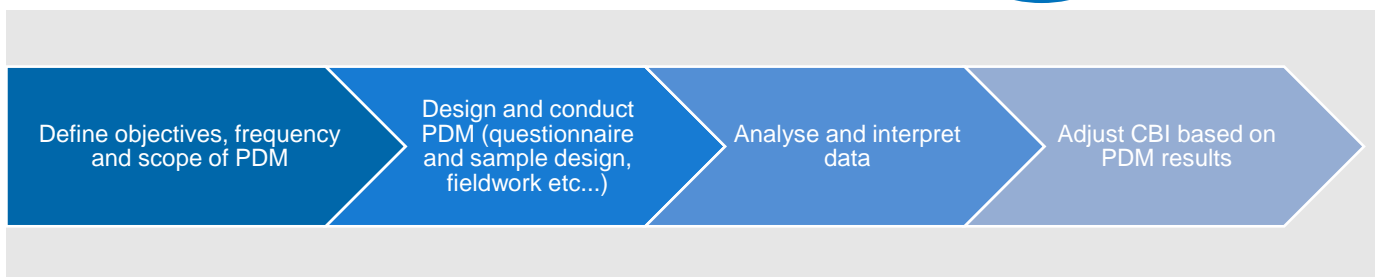 Define objectives, frequency
and scope of PDM
Design and conduct
PDM (questionnaire
and sample design,
fieldwork etc...)
Analyse and interpret
data
Adjust CBI based on
PDM results